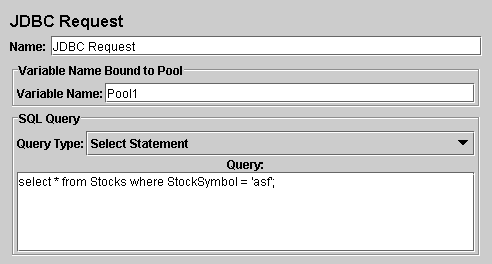 JDBC Request
Name: JDBC Request
Variable Name Bound to Pool
Variable Name: Pool1
SQL Query
Query Type: Select Statement
Query:
select * from Stocks where StockSymbol = 'asf';